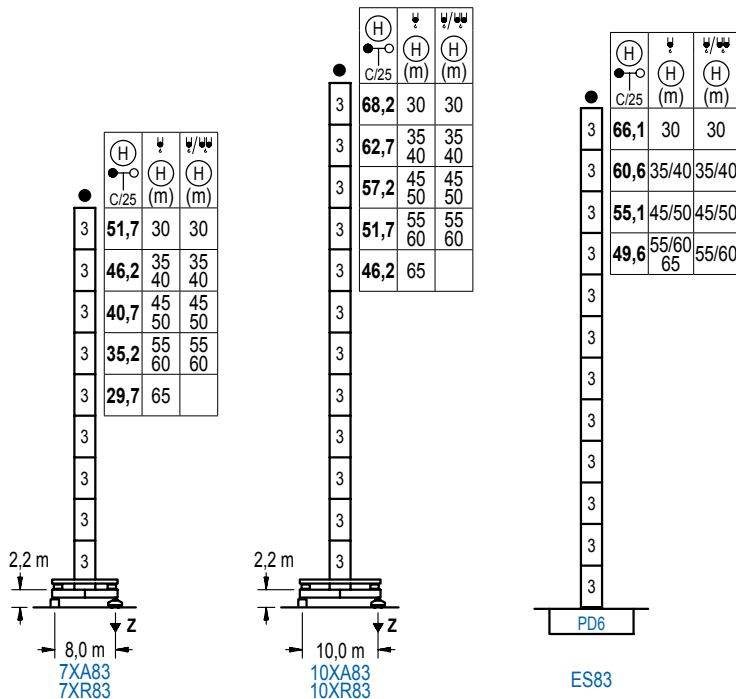 H
C/25
H
(m)
H
(m)
51,7 30 30
46,2 35 40 35 40
40,7 45 50 45 50
35,2 55 60 55 60
29,7 65
3
3
3
3
3
3
3
3
3
2,2 m
Z
8,0 m
7XA83
7XR83
H
C/25
H
(m)
H
(m)
68,2 30 30
62,7 35 40 35 40
57,2 45 50 45 50
51,7 55 60 55 60
46,2 65
3
3
3
3
3
3
3
3
3
3
3
3
2,2 m
Z
10,0 m
10XA83
10XR83
H
C/25
H
(m)
H
(m)
66,1 30 30
60,6 35/40 35/40
55,1 45/50 45/50
49,6 55/60 65 55/60
3
3
3
3
3
3
3
3
3
3
3
3
PD6
ES83